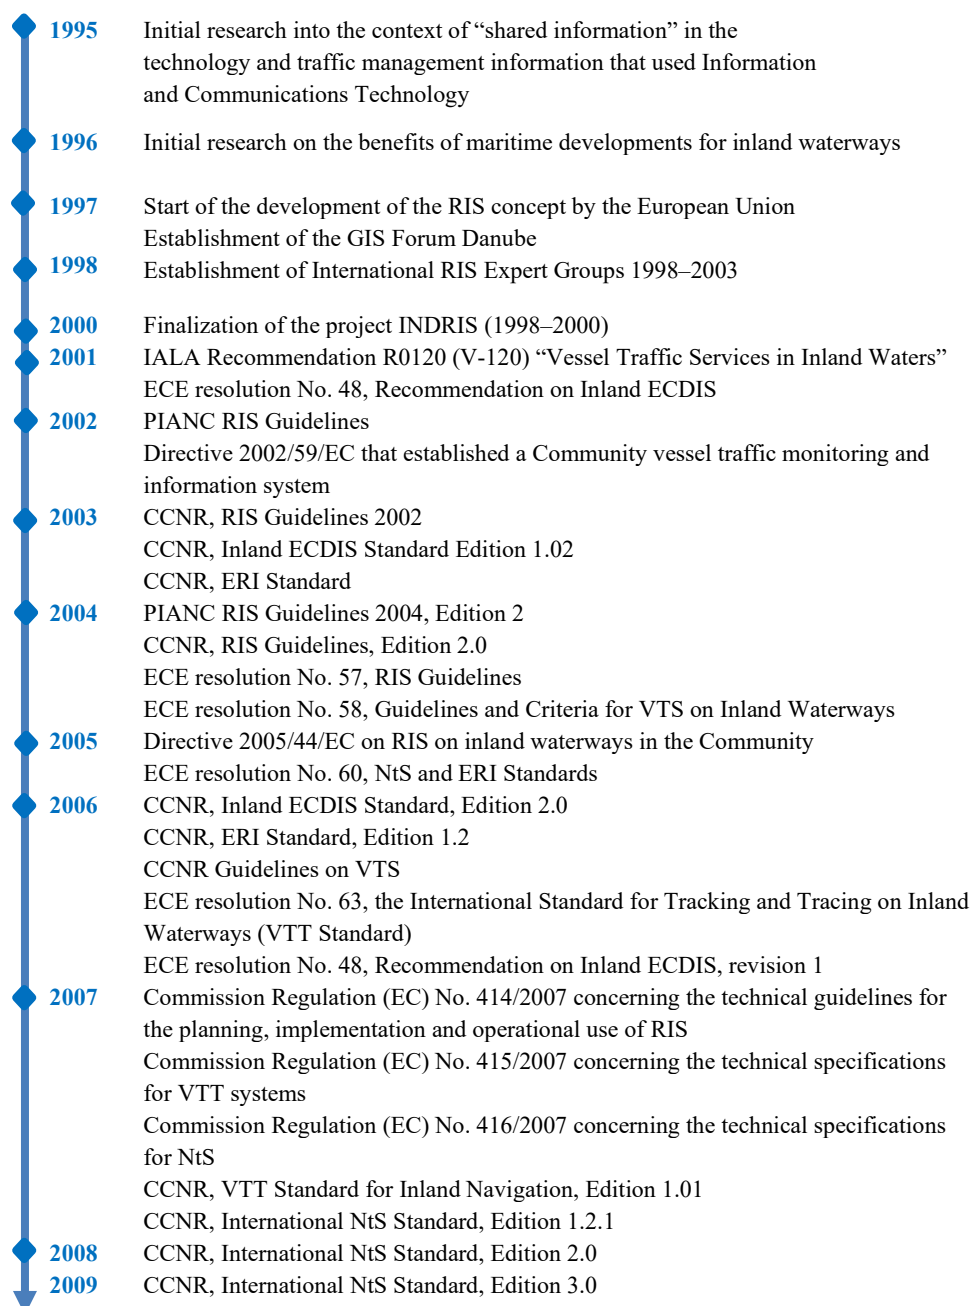 1995 Initial research into the context of “shared information” in the
technology and traffic management information that used Information
and Communications Technology
1996 Initial research on the benefits of maritime developments for inland waterways
1997 Start of the development of the RIS concept by the European Union
Establishment of the GIS Forum Danube
1998 Establishment of International RIS Expert Groups 1998–2003
2000 Finalization of the project INDRIS (1998–2000)
2001 IALA Recommendation R0120 (V-120) “Vessel Traffic Services in Inland Waters”
ECE resolution No. 48, Recommendation on Inland ECDIS
2002 PIANC RIS Guidelines
Directive 2002/59/EC that established a Community vessel traffic monitoring and
information system
2003 CCNR, RIS Guidelines 2002
CCNR, Inland ECDIS Standard Edition 1.02
CCNR, ERI Standard
2004 PIANC RIS Guidelines 2004, Edition 2
CCNR, RIS Guidelines, Edition 2.0
ECE resolution No. 57, RIS Guidelines
ECE resolution No. 58, Guidelines and Criteria for VTS on Inland Waterways
2005 Directive 2005/44/EC on RIS on inland waterways in the Community
ECE resolution No. 60, NtS and ERI Standards
2006 CCNR, Inland ECDIS Standard, Edition 2.0
CCNR, ERI Standard, Edition 1.2
CCNR Guidelines on VTS
ECE resolution No. 63, the International Standard for Tracking and Tracing on Inland
Waterways (VTT Standard)
ECE resolution No. 48, Recommendation on Inland ECDIS, revision 1
2007 Commission Regulation (EC) No. 414/2007 concerning the technical guidelines for
the planning, implementation and operational use of RIS
Commission Regulation (EC) No. 415/2007 concerning the technical specifications
for VTT systems
Commission Regulation (EC) No. 416/2007 concerning the technical specifications
for NtS
CCNR, VTT Standard for Inland Navigation, Edition 1.01
CCNR, International NtS Standard, Edition 1.2.1
2008 CCNR, International NtS Standard, Edition 2.0
2009 CCNR, International NtS Standard, Edition 3.0